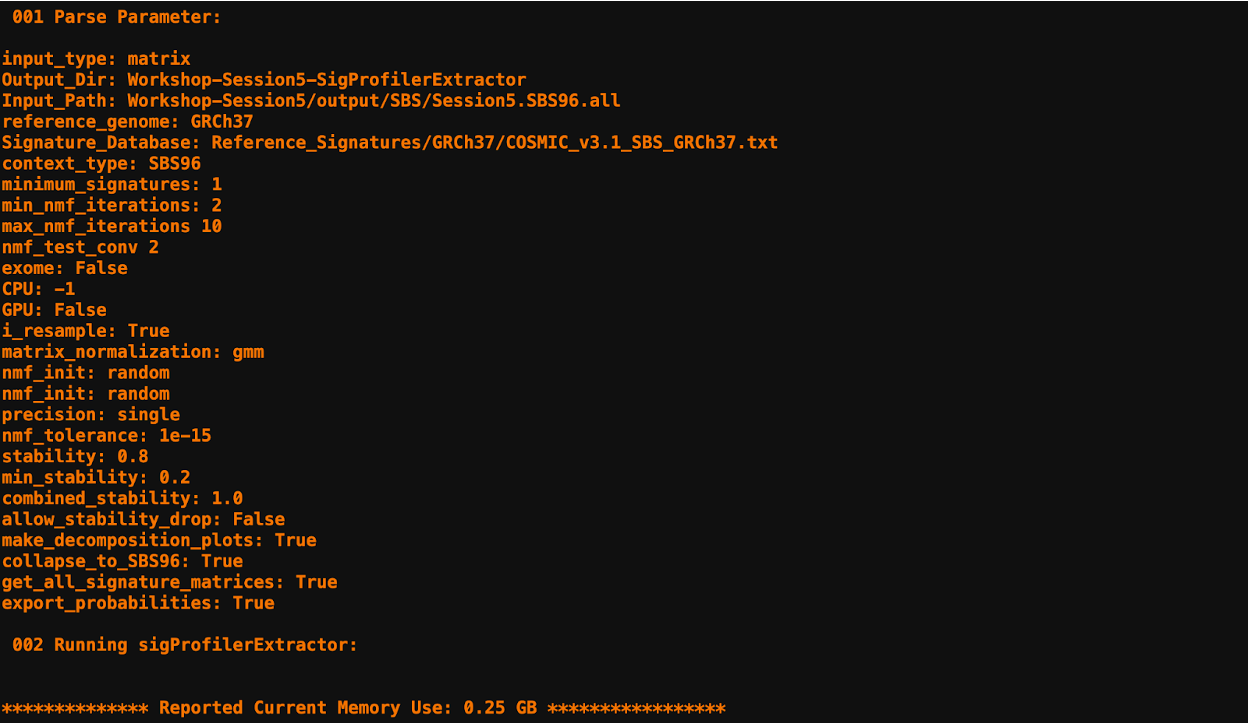 001 Parse Parameter:
input_type: matrix
Output_Dir: Workshop-Session5-SigProfilerExtractor
Input_Path: Workshop-Session5/output/SBS/Session5.SBS96.all
reference_genome: GRCh37
Signature_Database: Reference_Signatures/GRCh37/COSMIC_v3.1_SBS_GRCh37.txt
context_type: SBS96
minimum_signatures: 1
min_nmf_iterations: 2
max_nmf_iterations 10
nmf_test_conv 2
exome: False
CPU: -1
GPU: False
i_resample: True
matrix_normalization: gmm
nmf_init: random
nmf_init: random
precision: single
nmf_tolerance: 1e-15
stability: 0.8
min_stability: 0.2
combined_stability: 1.0
allow_stability_drop: False
make_decomposition_plots: True
collapse_to_SBS96: True
get_all_signature_matrices: True
export_probabilities: True
002 Running sigProfilerExtractor:
************** Reported Current Memory Use: 0.25 GB *****************